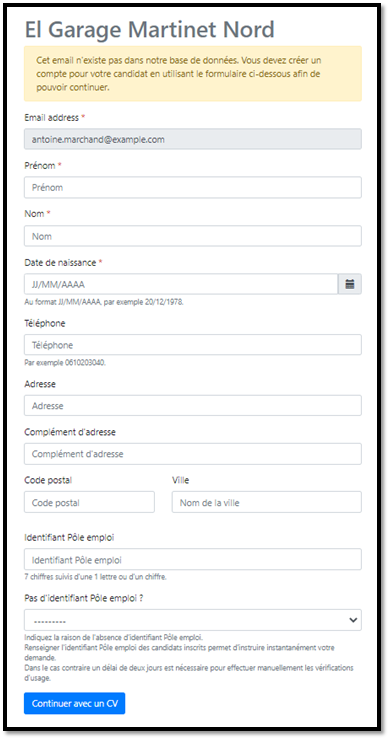 El Garage Martinet Nord
Cet email n'existe pas dans notre base de données. Vous devez créer un
compte pour votre candidat en utilisant le formulaire ci-dessous afin de
pouvoir continuer.
Email address *
antoine.marchand@example.com
Prénom *
Prénom
Nom *
Nom
Date de naissance *
JJ/MM/AAAA
Au format JJ/MM/AAAA, par exemple 20/12/1978.
Téléphone
Téléphone
Par exemple 0610203040.
Adresse
Adresse
Complément d'adresse
Complément d'adresse
Code postal Ville
Code postal Nom de la ville
Identifiant Pôle emploi
Identifiant Pôle emploi
7 chiffres suivis d'une 1 lettre ou d'un chiffre.
Pas d'identifiant Pôle emploi ?
---------
Indiquez la raison de l'absence d'identifiant Pôle emploi.
Renseigner l'identifiant Pôle emploi des candidats inscrits permet d'instruire instantanément votre
demande.
Dans le cas contraire un délai de deux jours est nécessaire pour effectuer manuellement les vérifications
d'usage.
Continuer avec un CV